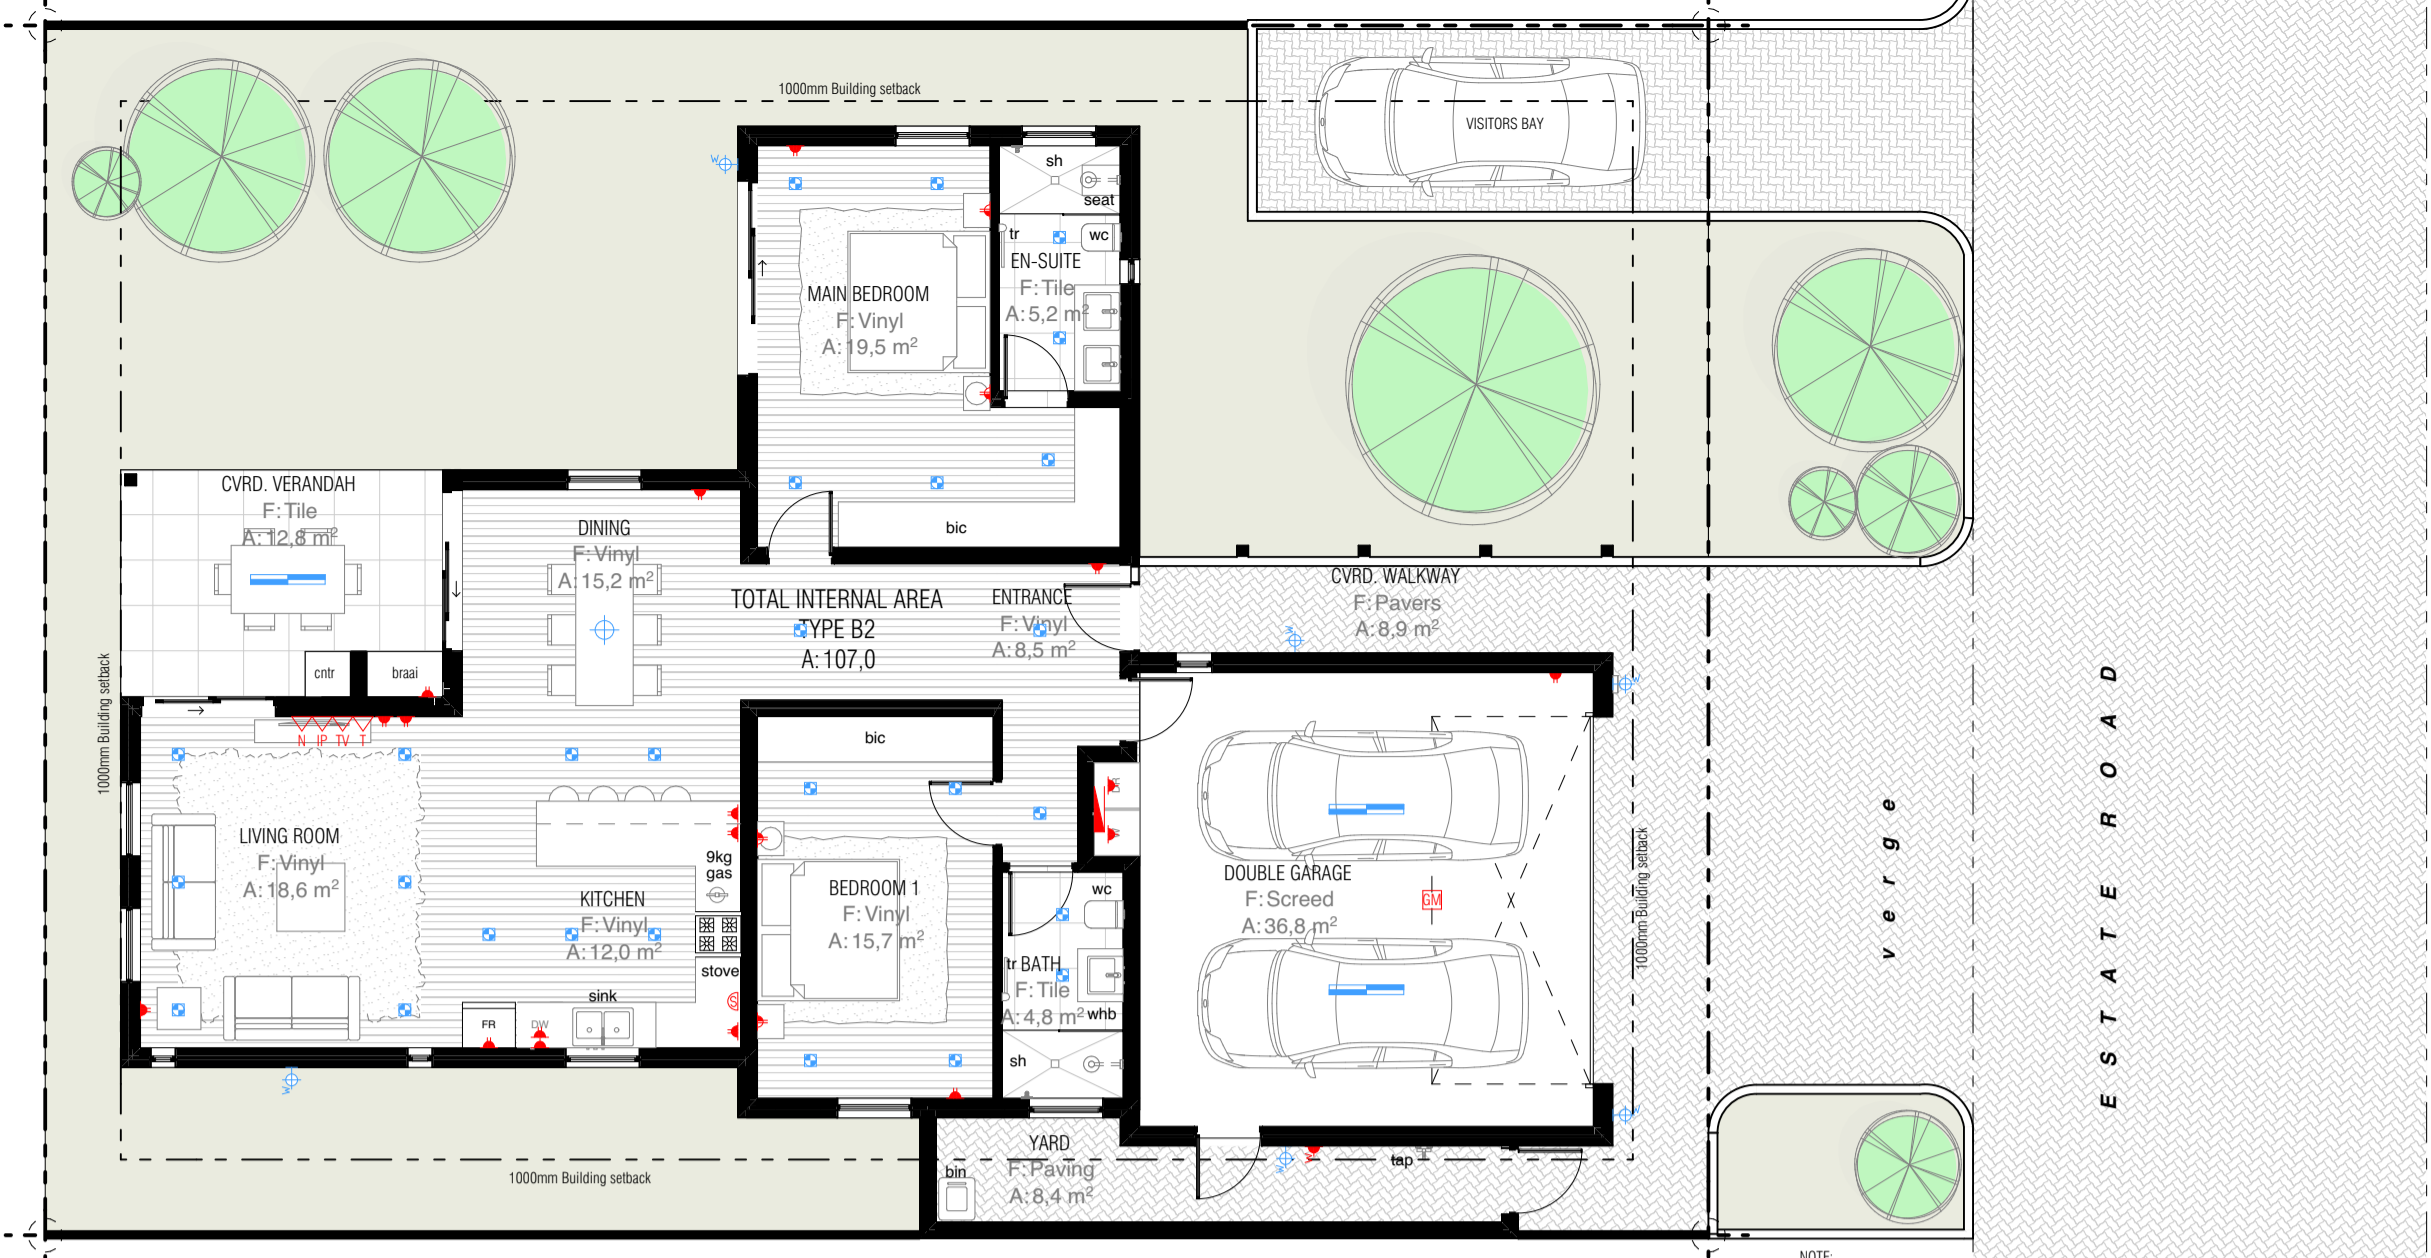 1000mm Building setback
VISITORS BAY
W
sh
seat
tr
wc
EN-SUITE
F: Tile
A: 5,2 m²
MAIN BEDROOM
F: Vinyl
A: 19,5 m²
bic
CVRD. VERANDAH
F: Tile
A: 12,8 m²
cntr
braai
DINING
F: Vinyl
A: 15,2 m²
TOTAL INTERNAL AREA
TYPE B2
A: 107,0
ENTRANCE
F: Vinyl
A: 8,5 m²
CVRD. WALKWAY
F: Pavers
A: 8,9 m²
W
W
1000mm Building setback
N IP TV T
LIVING ROOM
F: Vinyl
A: 18,6 m²
KITCHEN
F: Vinyl
A: 12,0 m²
9kg
gas
stove
S
sink
FR
DW
bic
BEDROOM 1
F: Vinyl
A: 15,7 m²
wc
tr
BATH
F: Tile
A: 4,8 m²
whb
sh
DOUBLE GARAGE
F: Screed
A: 36,8 m²
GM
1000mm Building setback
verge
ESTATE ROAD
W
W
W
W
YARD
F: Paving
A: 8,4 m²
bin
tap
1000mm Building setback
NOTE: